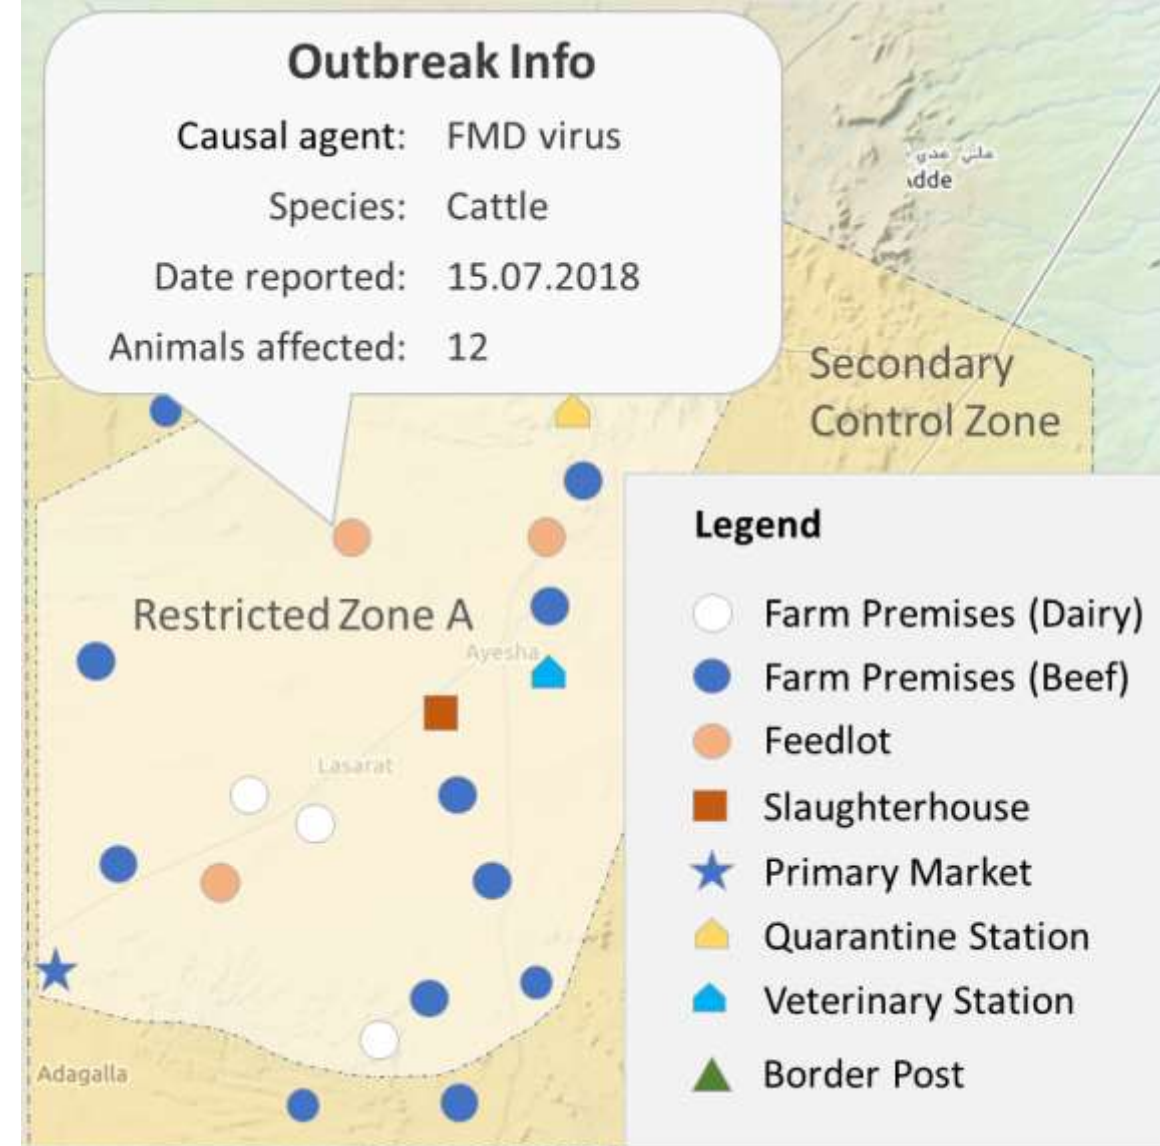 Outbreak Info
Causal agent: FMD virus
Species: Cattle
Date reported: 15.07.2018
Animals affected: 12
علي عدي
dde
Secondary
Control Zone
Restricted Zone A
Ayesha
Lasarat
Adagalla
Legend
Farm Premises (Dairy)
Farm Premises (Beef)
Feedlot
Slaughterhouse
Primary Market
Quarantine Station
Veterinary Station
Border Post